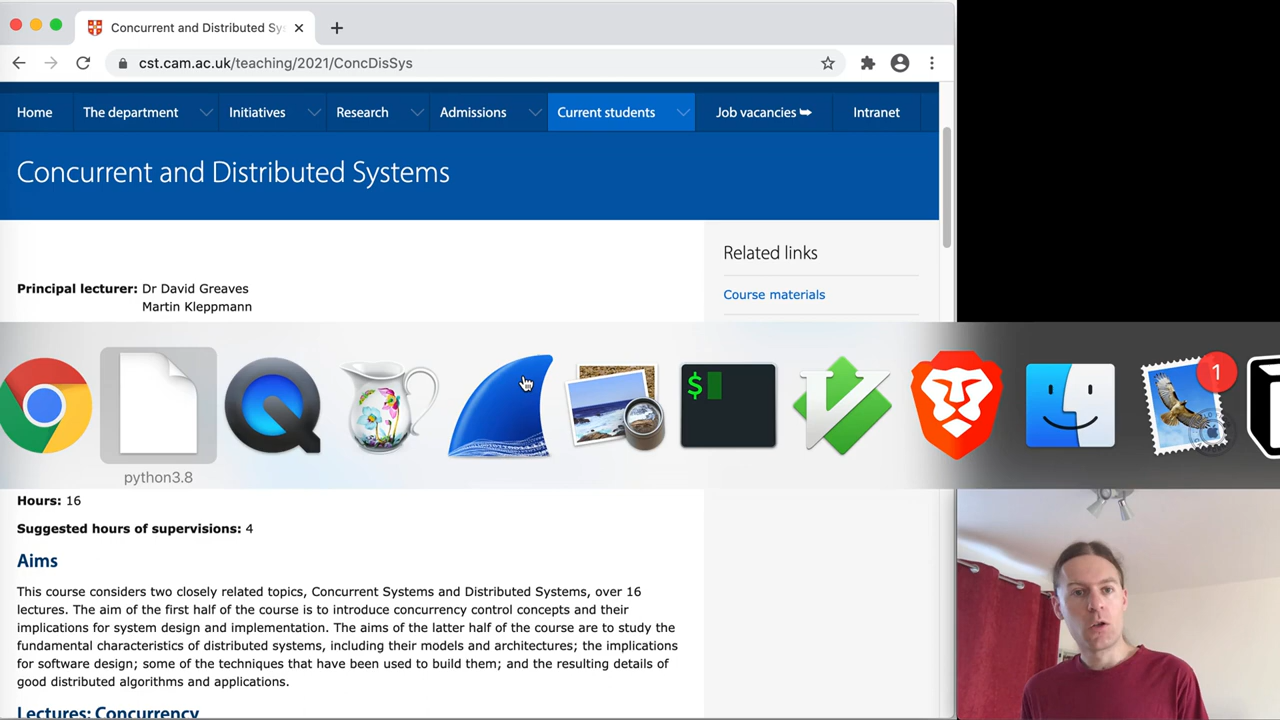 Concurrent and Distributed Sy
cst.cam.ac.uk/teaching/2021/ConcDisSys
Home
The department
Initiatives
Research
Admissions
Current students
Job vacancies
Intranet
Concurrent and Distributed Systems
Principal lecturer: Dr David Greaves
Martin Kleppmann
Related links
Course materials
$
1
python3.8
Hours: 16
Suggested hours of supervisions: 4
Aims
This course considers two closely related topics, Concurrent Systems and Distributed Systems, over 16
lectures. The aim of the first half of the course is to introduce concurrency control concepts and their
implications for system design and implementation. The aims of the latter half of the course are to study the
fundamental characteristics of distributed systems, including their models and architectures; the implications
for software design; some of the techniques that have been used to build them; and the resulting details of
good distributed algorithms and applications.
Lectures: Concurrency